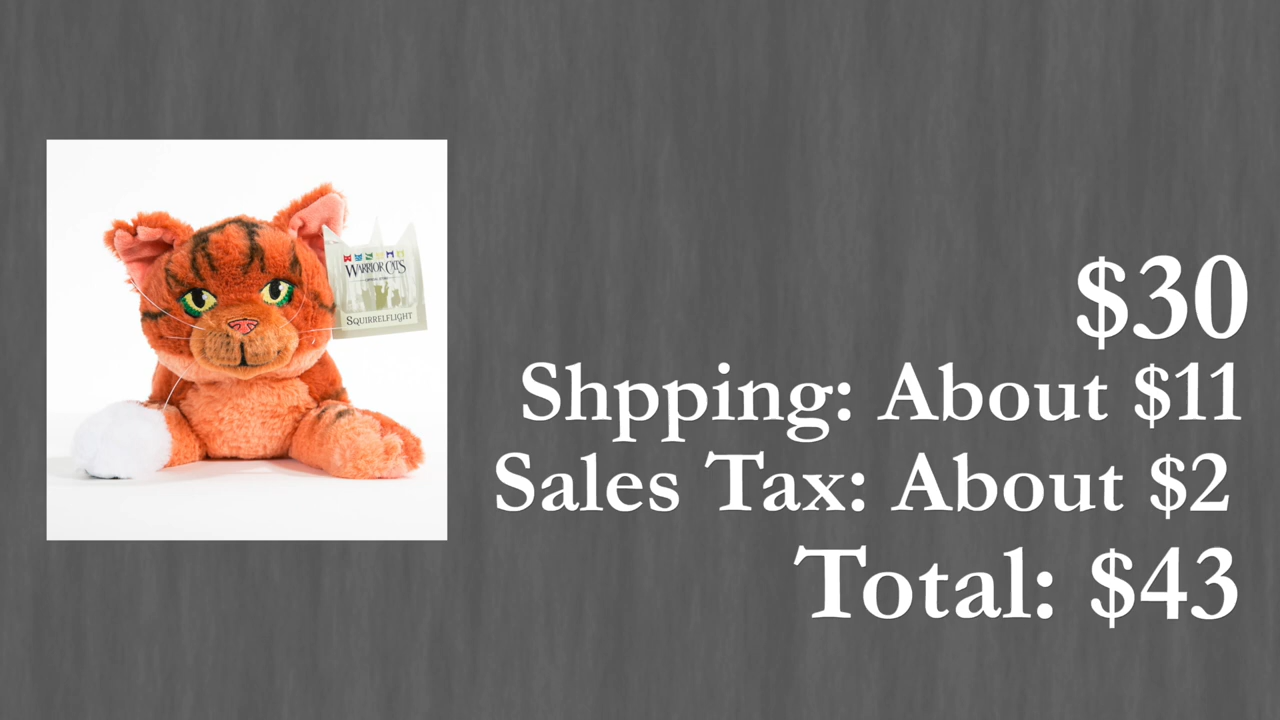 WARRIOR CATS
SQUIRRELFLIGHT
$30
Shpping: About $11
Sales Tax: About $2
Total: $43